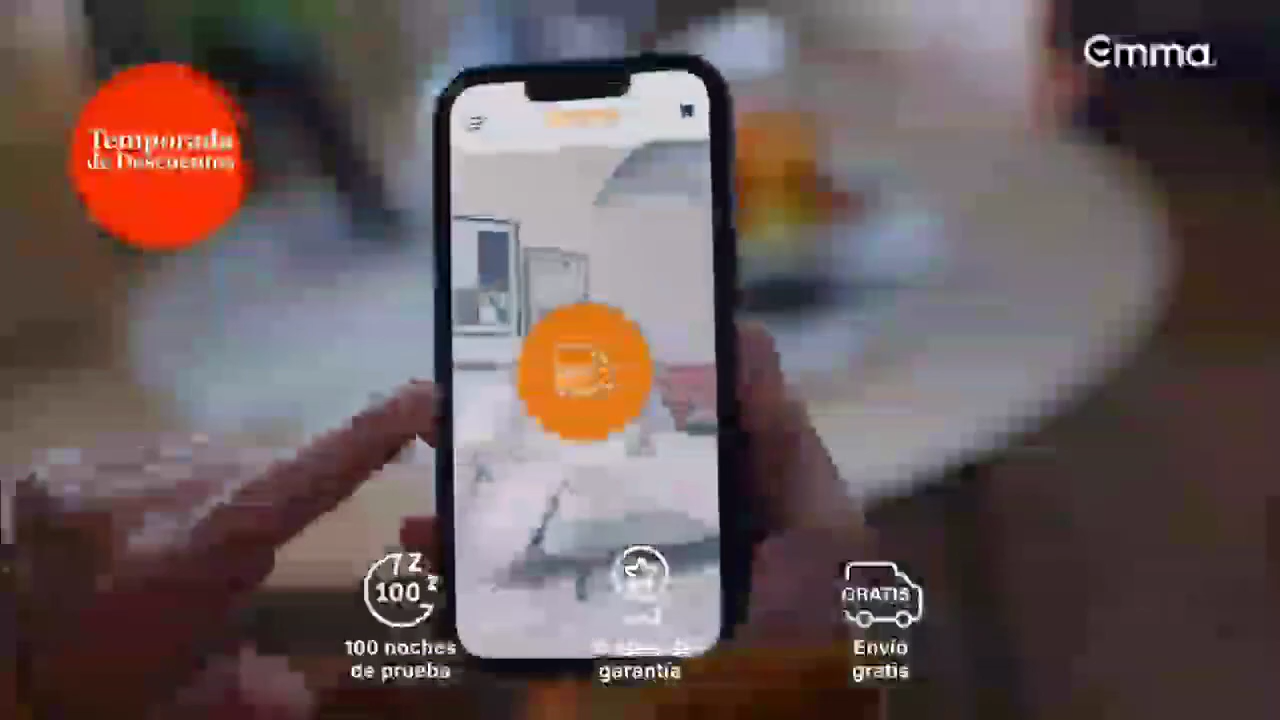 emma
Temporada
de Descuentos
100
100 noches
de prueba
garantía
GRATIS
Envío
gratis